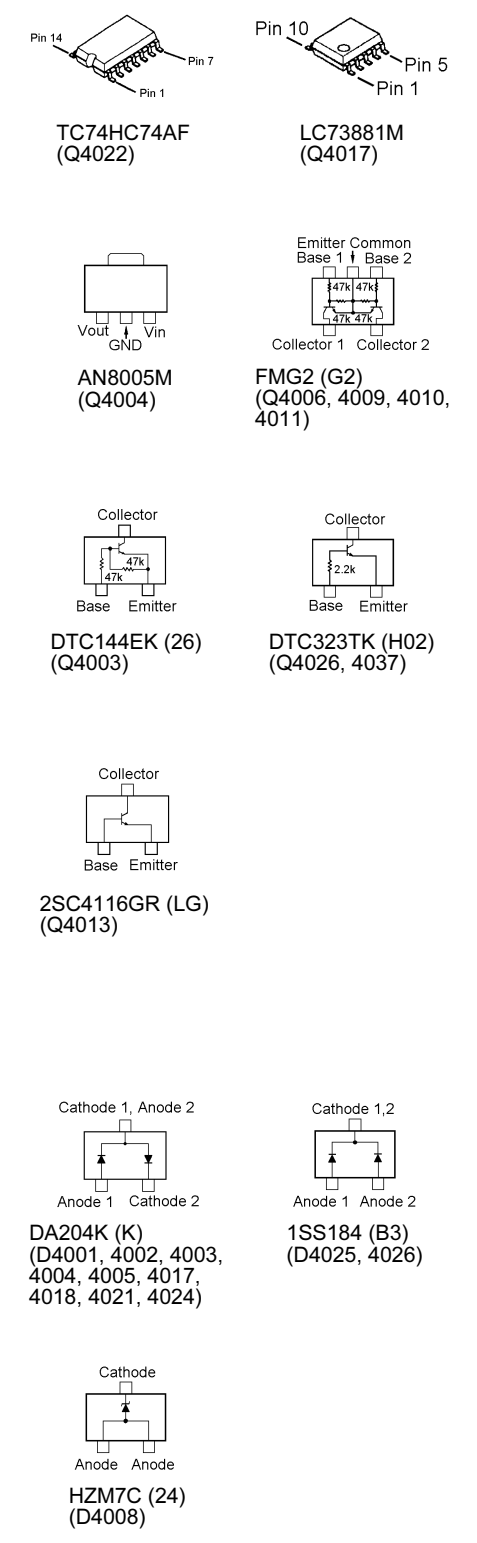 Pin 14
Pin 7
Pin 1
TC74HC74AF
(Q4022)
Pin 10
Pin 5
Pin 1
LC73881M
(Q4017)
Vout
Vin
GND
AN8005M
(Q4004)
Emitter Common
Base 1
Base 2
47k
47k
47k
47k
Collector 1
Collector 2
FMG2 (G2)
(Q4006, 4009, 4010,
4011)
Collector
47k
47k
Base
Emitter
DTC144EK (26)
(Q4003)
Collector
2.2k
Base
Emitter
DTC323TK (H02)
(Q4026, 4037)
Collector
Base
Emitter
2SC4116GR (LG)
(Q4013)
Cathode 1, Anode 2
Anode 1
Cathode 2
DA204K (K)
(D4001, 4002, 4003,
4004, 4005, 4017,
4018, 4021, 4024)
Cathode 1,2
Anode 1
Anode 2
1SS184 (B3)
(D4025, 4026)
Cathode
Anode
Anode
HZM7C (24)
(D4008)